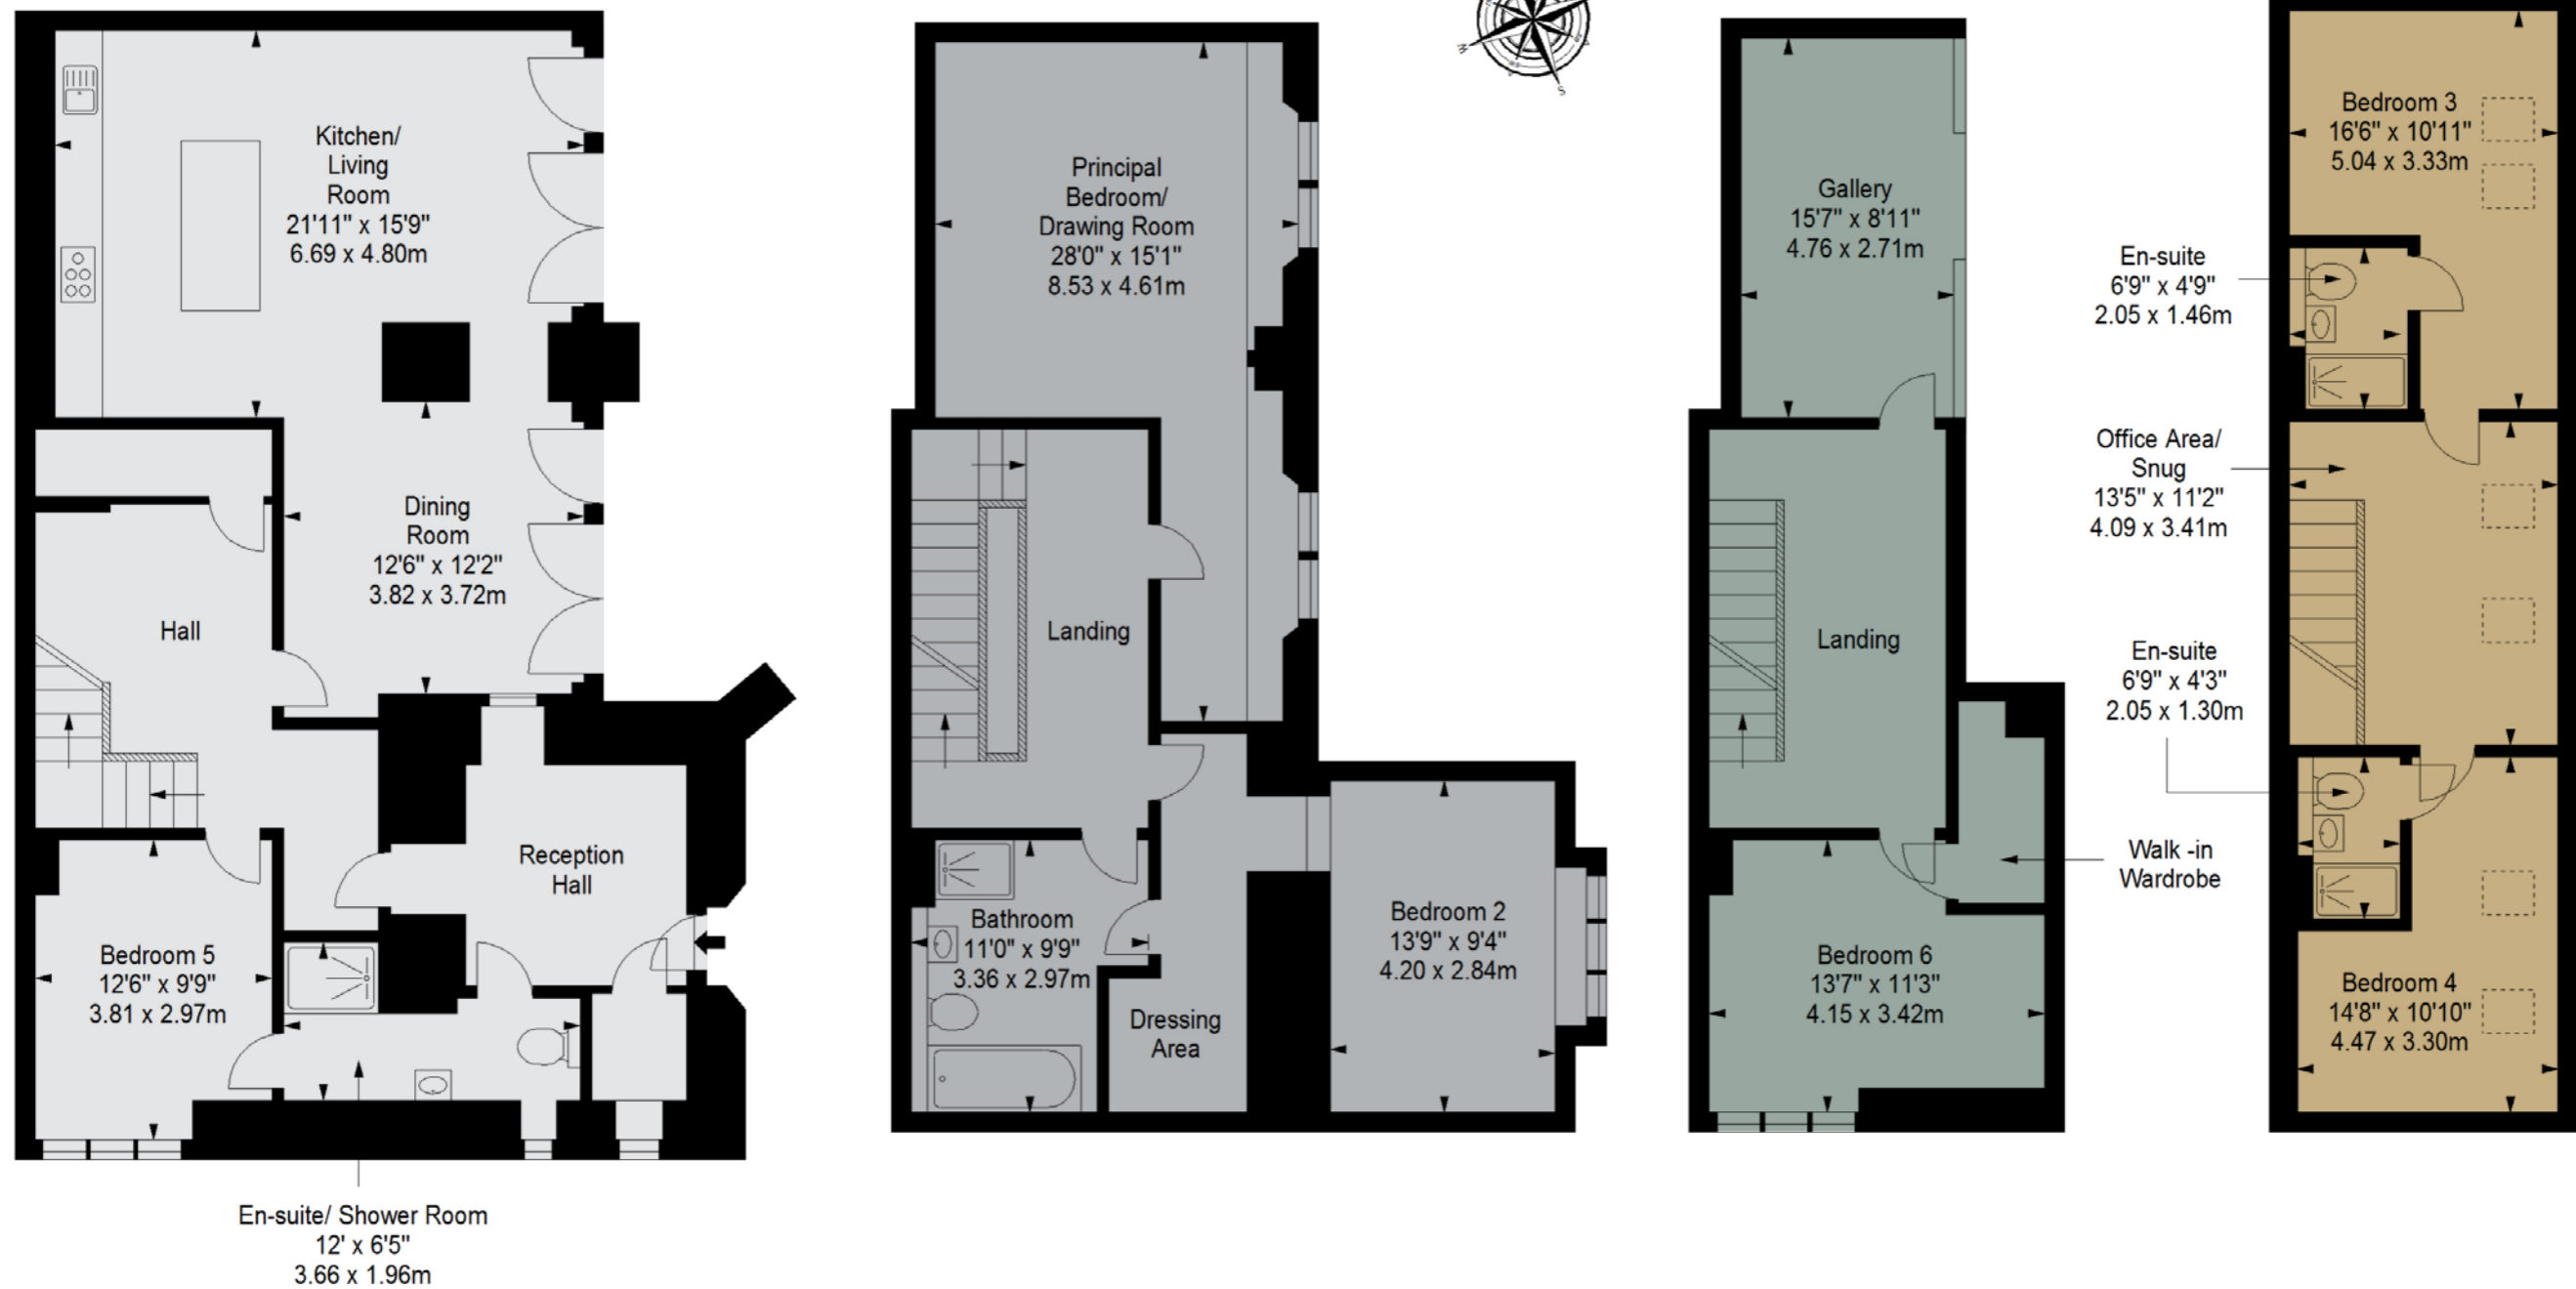 Kitchen/
Living
Room
21'11" x 15'9"
6.69 x 4.80m
Dining
Room
12'6" x 12'2"
3.82 x 3.72m
Hall
Reception
Hall
Bedroom 5
12'6" x 9'9"
3.81 x 2.97m
En-suite/ Shower Room
12' x 6'5"
3.66 x 1.96m
Principal
Bedroom/
Drawing Room
28'0" x 15'1"
8.53 x 4.61m
Landing
Bathroom
11'0" x 9'9"
3.36 x 2.97m
Dressing
Area
Bedroom 2
13'9" x 9'4"
4.20 x 2.84m
W
S
Gallery
15'7" x 8'11"
4.76 x 2.71m
Landing
Bedroom 6
13'7" x 11'3"
4.15 x 3.42m
Walk -in
Wardrobe
Bedroom 3
16'6" x 10'11"
5.04 x 3.33m
En-suite
6'9" x 4'9"
2.05 x 1.46m
Office Area/
Snug
13'5" x 11'2"
4.09 x 3.41m
En-suite
6'9" x 4'3"
2.05 x 1.30m
Bedroom 4
14'8" x 10'10"
4.47 x 3.30m